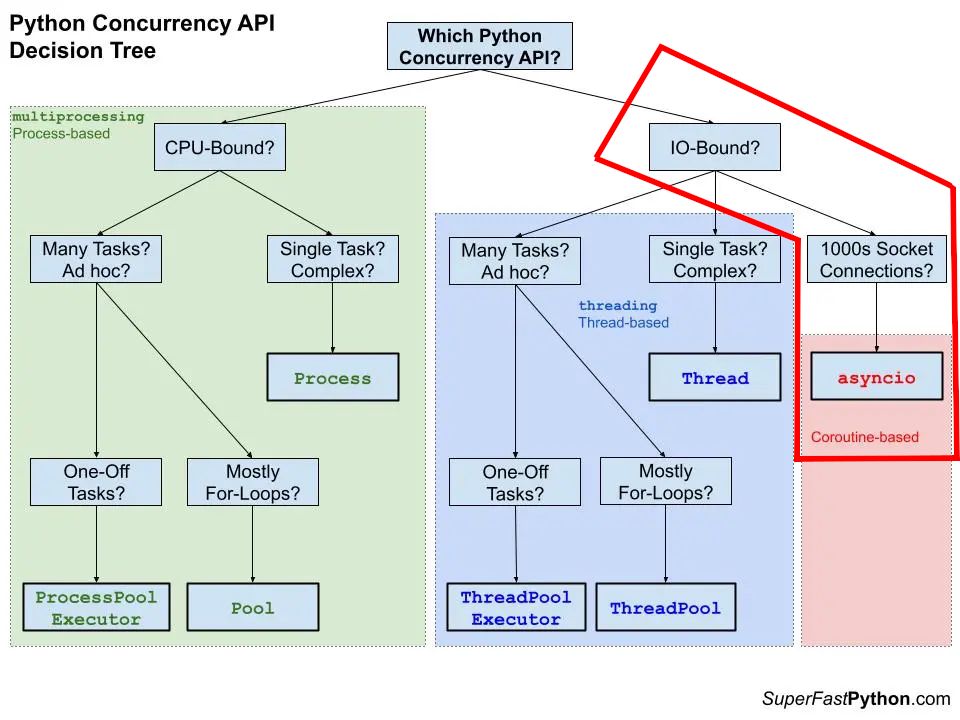 Python Concurrency API
Decision Tree
Which Python
Concurrency API?
multiprocessing
Process-based
CPU-Bound?
IO-Bound?
Many Tasks?
Ad hoc?
Single Task?
Complex?
Many Tasks?
Ad hoc?
Single Task?
Complex?
1000s Socket
Connections?
threading
Thread-based
Process
Thread
asyncio
Coroutine-based
One-Off
Tasks?
Mostly
For-Loops?
One-Off
Tasks?
Mostly
For-Loops?
ProcessPool
Executor
Pool
ThreadPool
Executor
ThreadPool
SuperFastPython.com